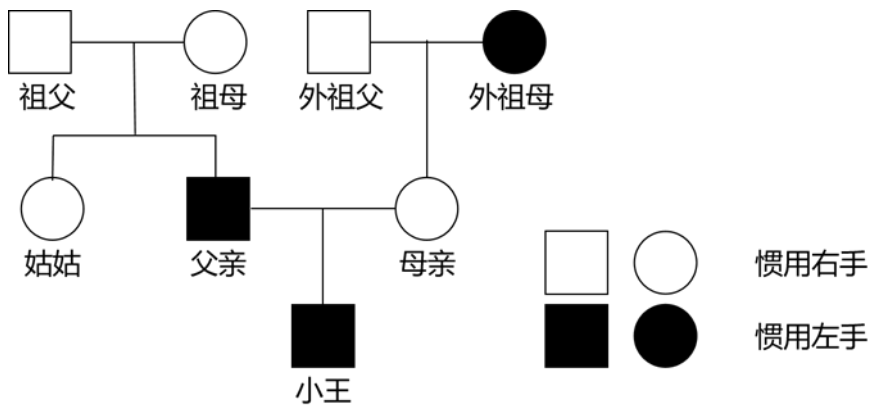 祖父 祖母 外祖父 外祖母
姑姑 父亲 母亲
惯用右手
惯用左手
小王